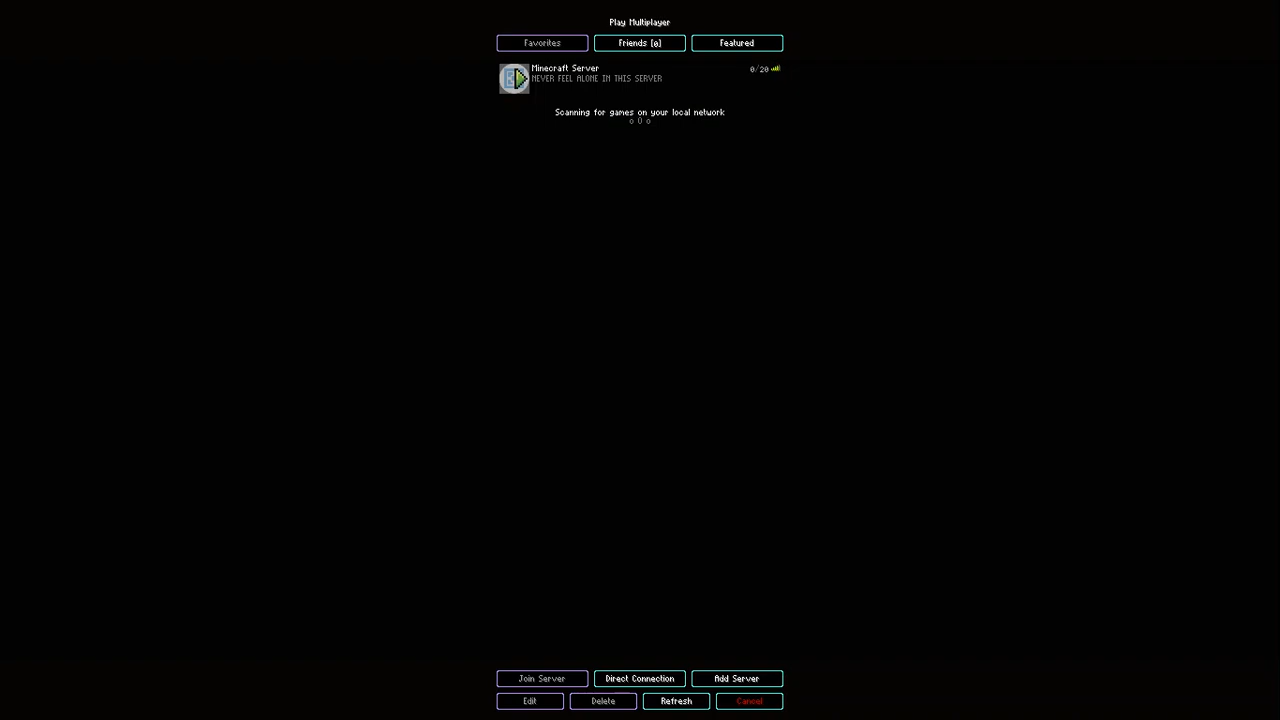 Play Multiplayer
Favorites Friends [0] Featured
Minecraft Server 0/20
NEVER FEEL ALONE IN THIS SERVER
Scanning for games on your local network
o O o
Join Server Direct Connection Add Server
Edit Delete Refresh Cancel